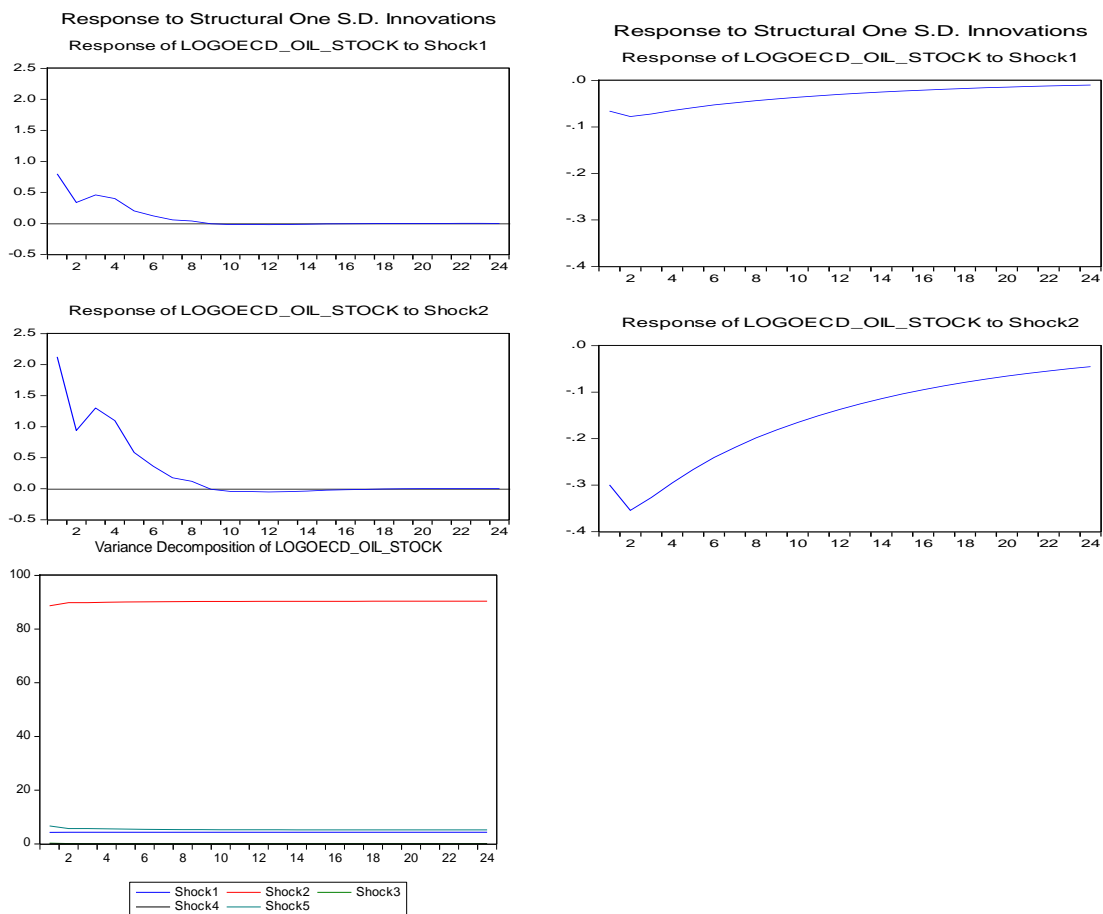 Response to Structural One S.D. Innovations
Response of LOGOECD_OIL_STOCK to Shock1
2.5
2.0
1.5
1.0
0.5
0.0
-0.5
2 4 6 8 10 12 14 16 18 20 22 24
Response of LOGOECD_OIL_STOCK to Shock2
2.5
2.0
1.5
1.0
0.5
0.0
-0.5
2 4 6 8 10 12 14 16 18 20 22 24
Variance Decomposition of LOGOECD_OIL_STOCK
100
80
60
40
20
0
2 4 6 8 10 12 14 16 18 20 22 24
Shock1 Shock2 Shock3
Shock4 Shock5
Response to Structural One S.D. Innovations
Response of LOGOECD_OIL_STOCK to Shock1
.0
-.1
-.2
-.3
-.4
2 4 6 8 10 12 14 16 18 20 22 24
Response of LOGOECD_OIL_STOCK to Shock2
.0
-.1
-.2
-.3
-.4
2 4 6 8 10 12 14 16 18 20 22 24